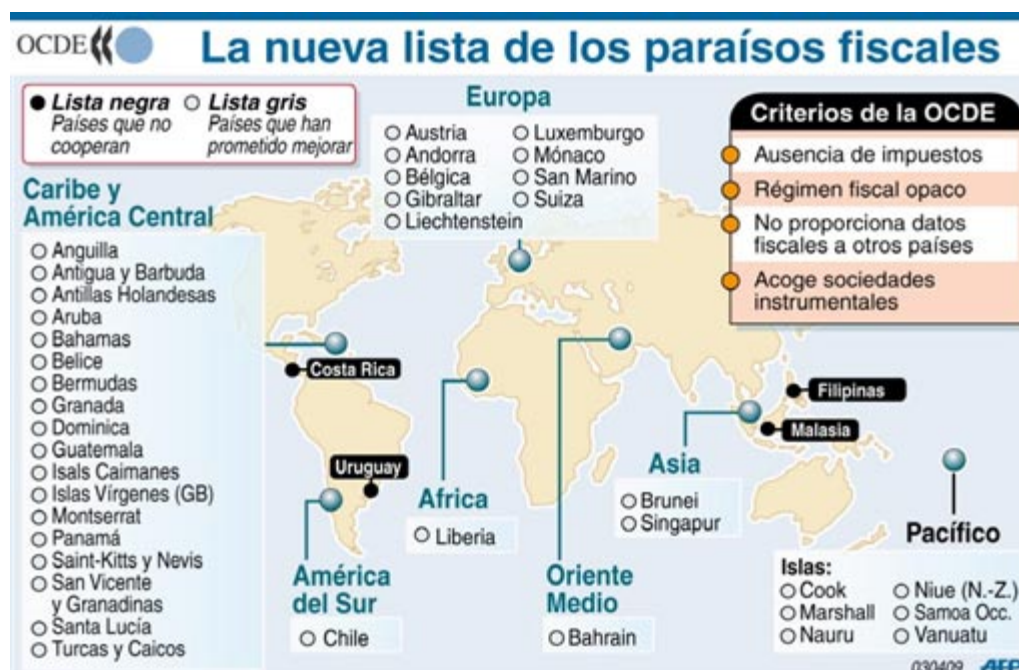 OCDE
La nueva lista de los paraísos fiscales
Lista negra
Países que no
cooperan
Lista gris
Países que han
prometido mejorar
Europa
Austria
Andorra
Bélgica
Gibraltar
Liechtenstein
Luxemburgo
Mónaco
San Marino
Suiza
Criterios de la OCDE
Ausencia de impuestos
Régimen fiscal opaco
No proporciona datos
fiscales a otros países
Acoge sociedades
instrumentales
Caribe y
América Central
Anguilla
Antigua y Barbuda
Antillas Holandesas
Aruba
Bahamas
Belice
Bermudas
Granada
Dominica
Guatemala
Isals Caimanes
Islas Vírgenes (GB)
Montserrat
Panamá
Saint-Kitts y Nevis
San Vicente
y Granadinas
Santa Lucía
Turcas y Caicos
Costa Rica
Uruguay
Filipinas
Malasia
América
del Sur
Chile
Africa
Liberia
Oriente
Medio
Bahrain
Asia
Brunei
Singapur
Pacífico
Islas:
Cook
Marshall
Nauru
Niue (N.-Z.)
Samoa Occ.
Vanuatu
030409 AFP